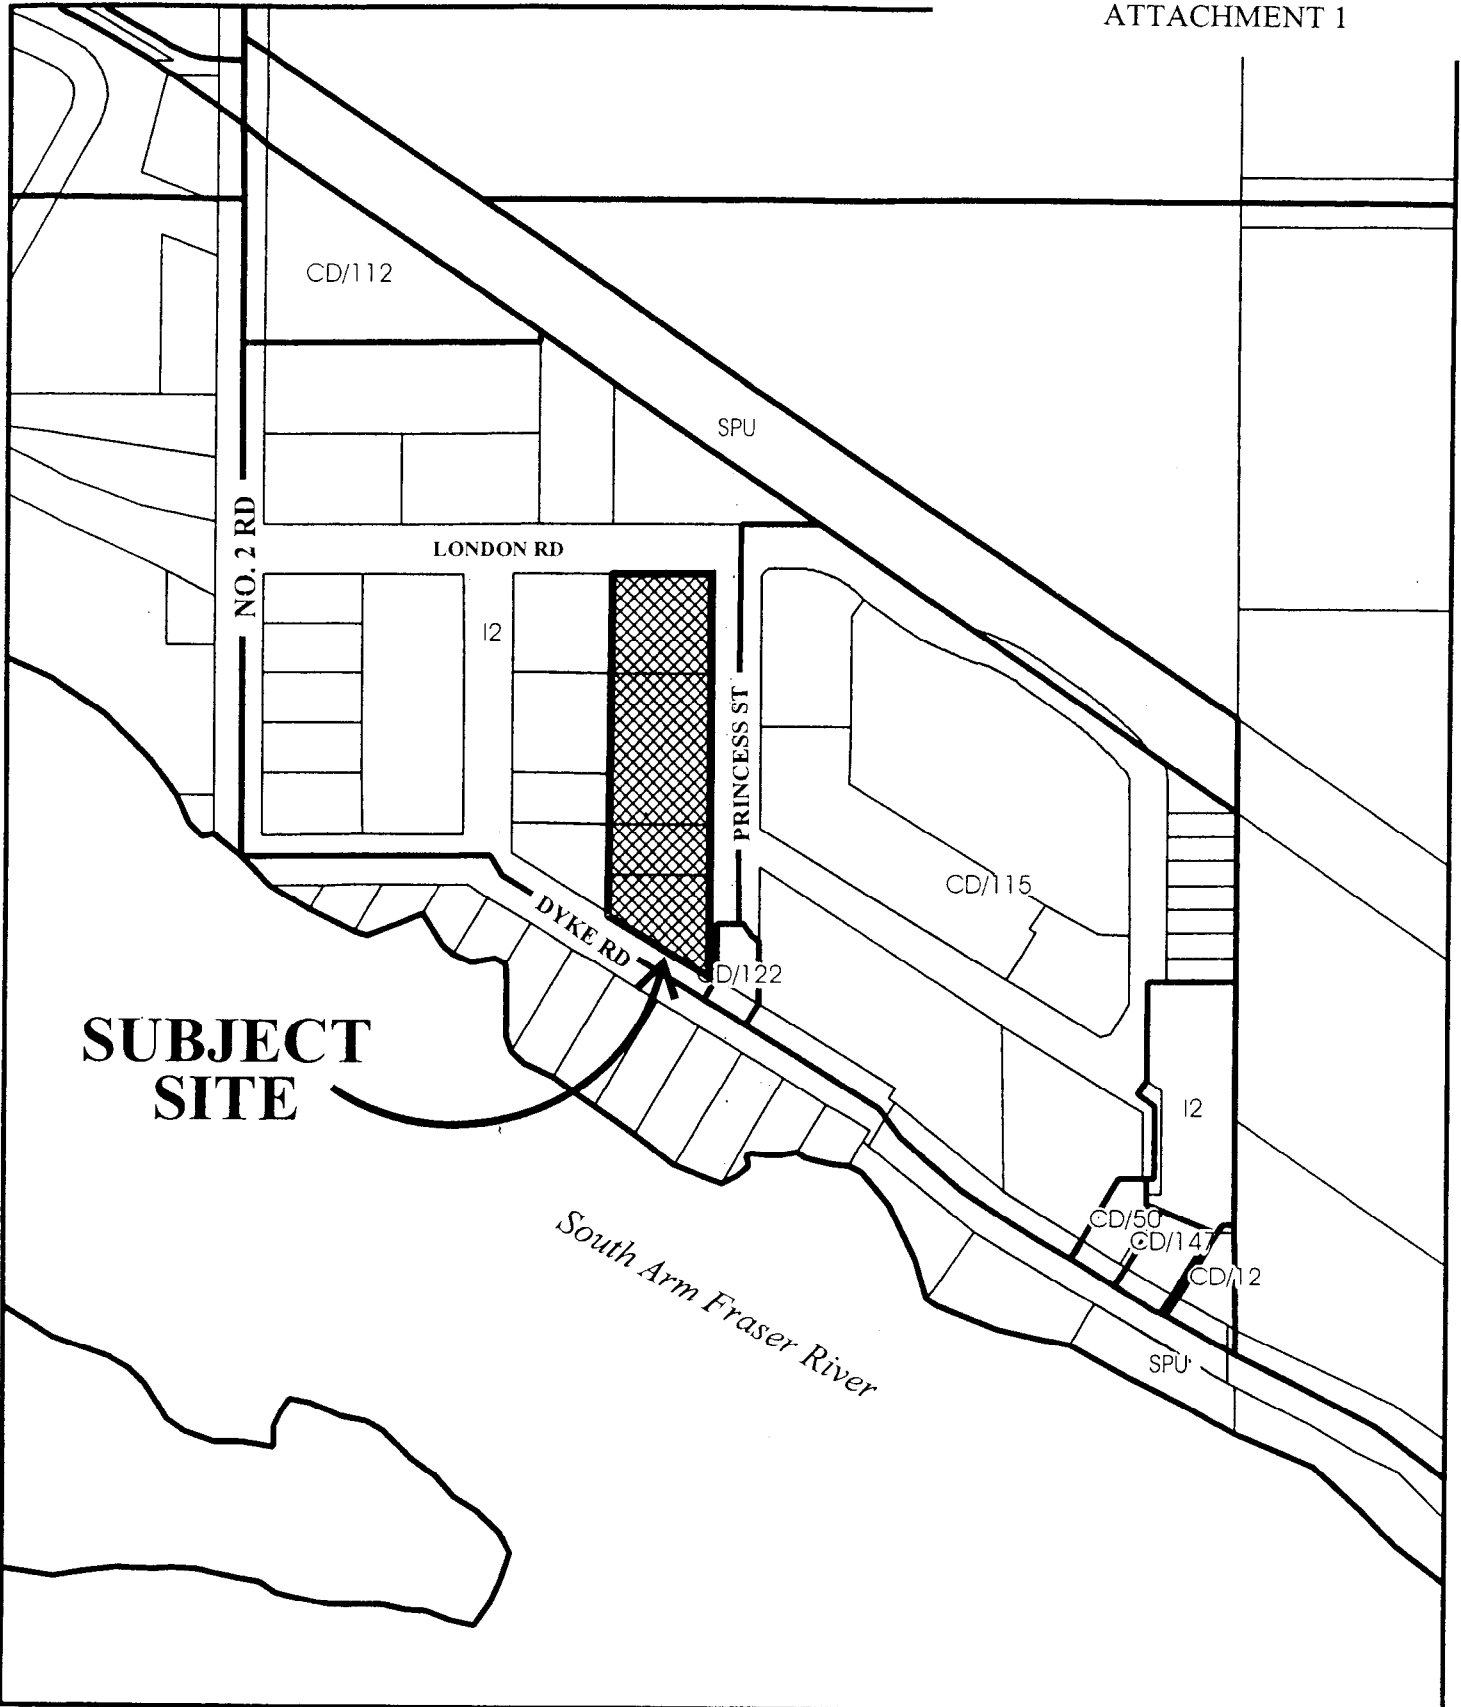 ATTACHMENT 1
CD/112
SPU
NO. 2 RD
LONDON RD
I2
PRINCESS ST
CD/115
DYKE RD
CD/122
SUBJECT
SITE
I2
CD/50
CD/147
CD/12
South Arm Fraser River
SPU